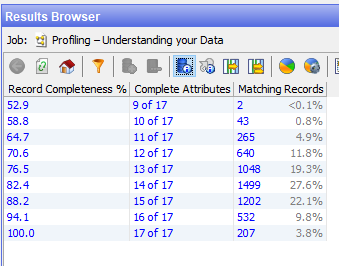 Results Browser
Job: Profiling – Understanding your Data
Record Completeness % Complete Attributes Matching Records
52.9 9 of 17 2 <0.1%
58.8 10 of 17 43 0.8%
64.7 11 of 17 265 4.9%
70.6 12 of 17 640 11.8%
76.5 13 of 17 1048 19.3%
82.4 14 of 17 1499 27.6%
88.2 15 of 17 1202 22.1%
94.1 16 of 17 532 9.8%
100.0 17 of 17 207 3.8%